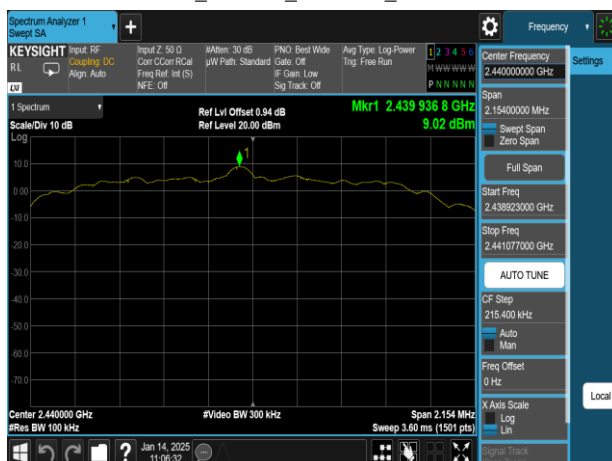 Spectrum Analyzer 1
Swept SA
+
Frequency
KEYSIGHT
RL
LXI
Input: RF
Coupling: DC
Align: Auto
Input Z: 50 Ω
Corr CCorr RCal
Freq Ref: Int (S)
NFE: Off
#Atten: 30 dB
µW Path: Standard
PNO: Best Wide
Gate: Off
IF Gain: Low
Sig Track: Off
Avg Type: Log-Power
Trig: Free Run
1 2 3 4 5 6
M W W W W W
P N N N N N
1 Spectrum
Scale/Div 10 dB
Log
Ref Lvl Offset 0.94 dB
Ref Level 20.00 dBm
Mkr1 2.439 936 8 GHz
9.02 dBm
1
10.0
0.00
-10.0
-20.0
-30.0
-40.0
-50.0
-60.0
-70.0
Center 2.440000 GHz
#Res BW 100 kHz
#Video BW 300 kHz
Span 2.154 MHz
Sweep 3.60 ms (1501 pts)
Jan 14, 2025
11:06:32
Center Frequency
2.440000000 GHz
Span
2.15400000 MHz
Swept Span
Zero Span
Full Span
Start Freq
2.438923000 GHz
Stop Freq
2.441077000 GHz
AUTO TUNE
CF Step
215.400 kHz
Auto
Man
Freq Offset
0 Hz
X Axis Scale
Log
Lin
Signal Track
Settings
Local